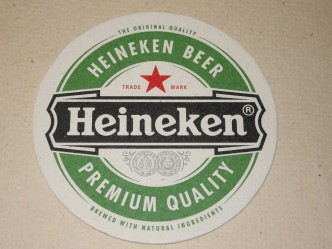 THE ORIGINAL QUALITY
HEINEKEN BEER
TRADE MARK
Heineken®
PREMIUM QUALITY
BREWED WITH NATURAL INGREDIENTS